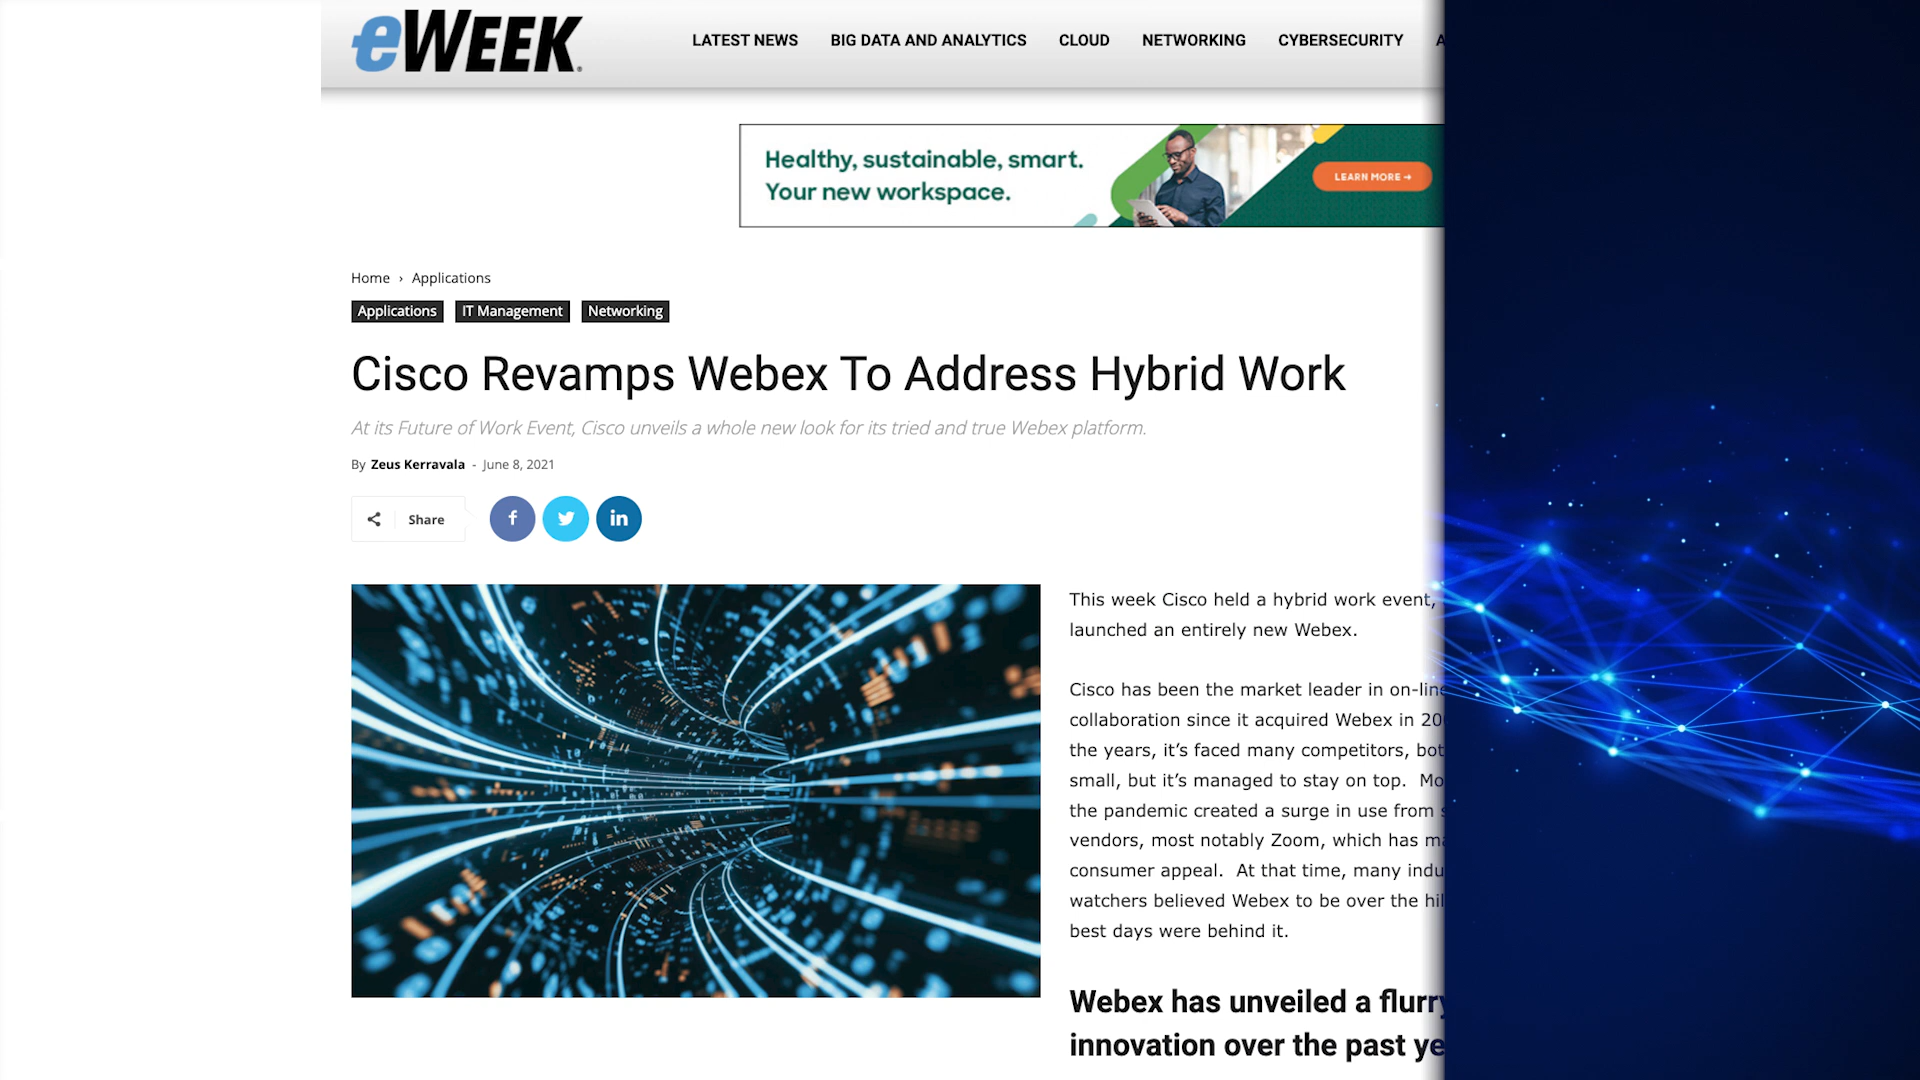 eWEEK
LATEST NEWS BIG DATA AND ANALYTICS CLOUD NETWORKING CYBERSECURITY
Healthy, sustainable, smart.
Your new workspace.
LEARN MORE →
Home › Applications
Applications IT Management Networking
Cisco Revamps Webex To Address Hybrid Work
At its Future of Work Event, Cisco unveils a whole new look for its tried and true Webex platform.
By Zeus Kerravala - June 8, 2021
Share
This week Cisco held a hybrid work event,
launched an entirely new Webex.
Cisco has been the market leader in
collaboration since it acquired Webex in
the years, it's faced many competitors,
small, but it's managed to stay on top.
the pandemic created a surge in use from
vendors, most notably Zoom, which has
consumer appeal. At that time, many
watchers believed Webex to be over the
best days were behind it.
Webex has unveiled a
innovation over the past